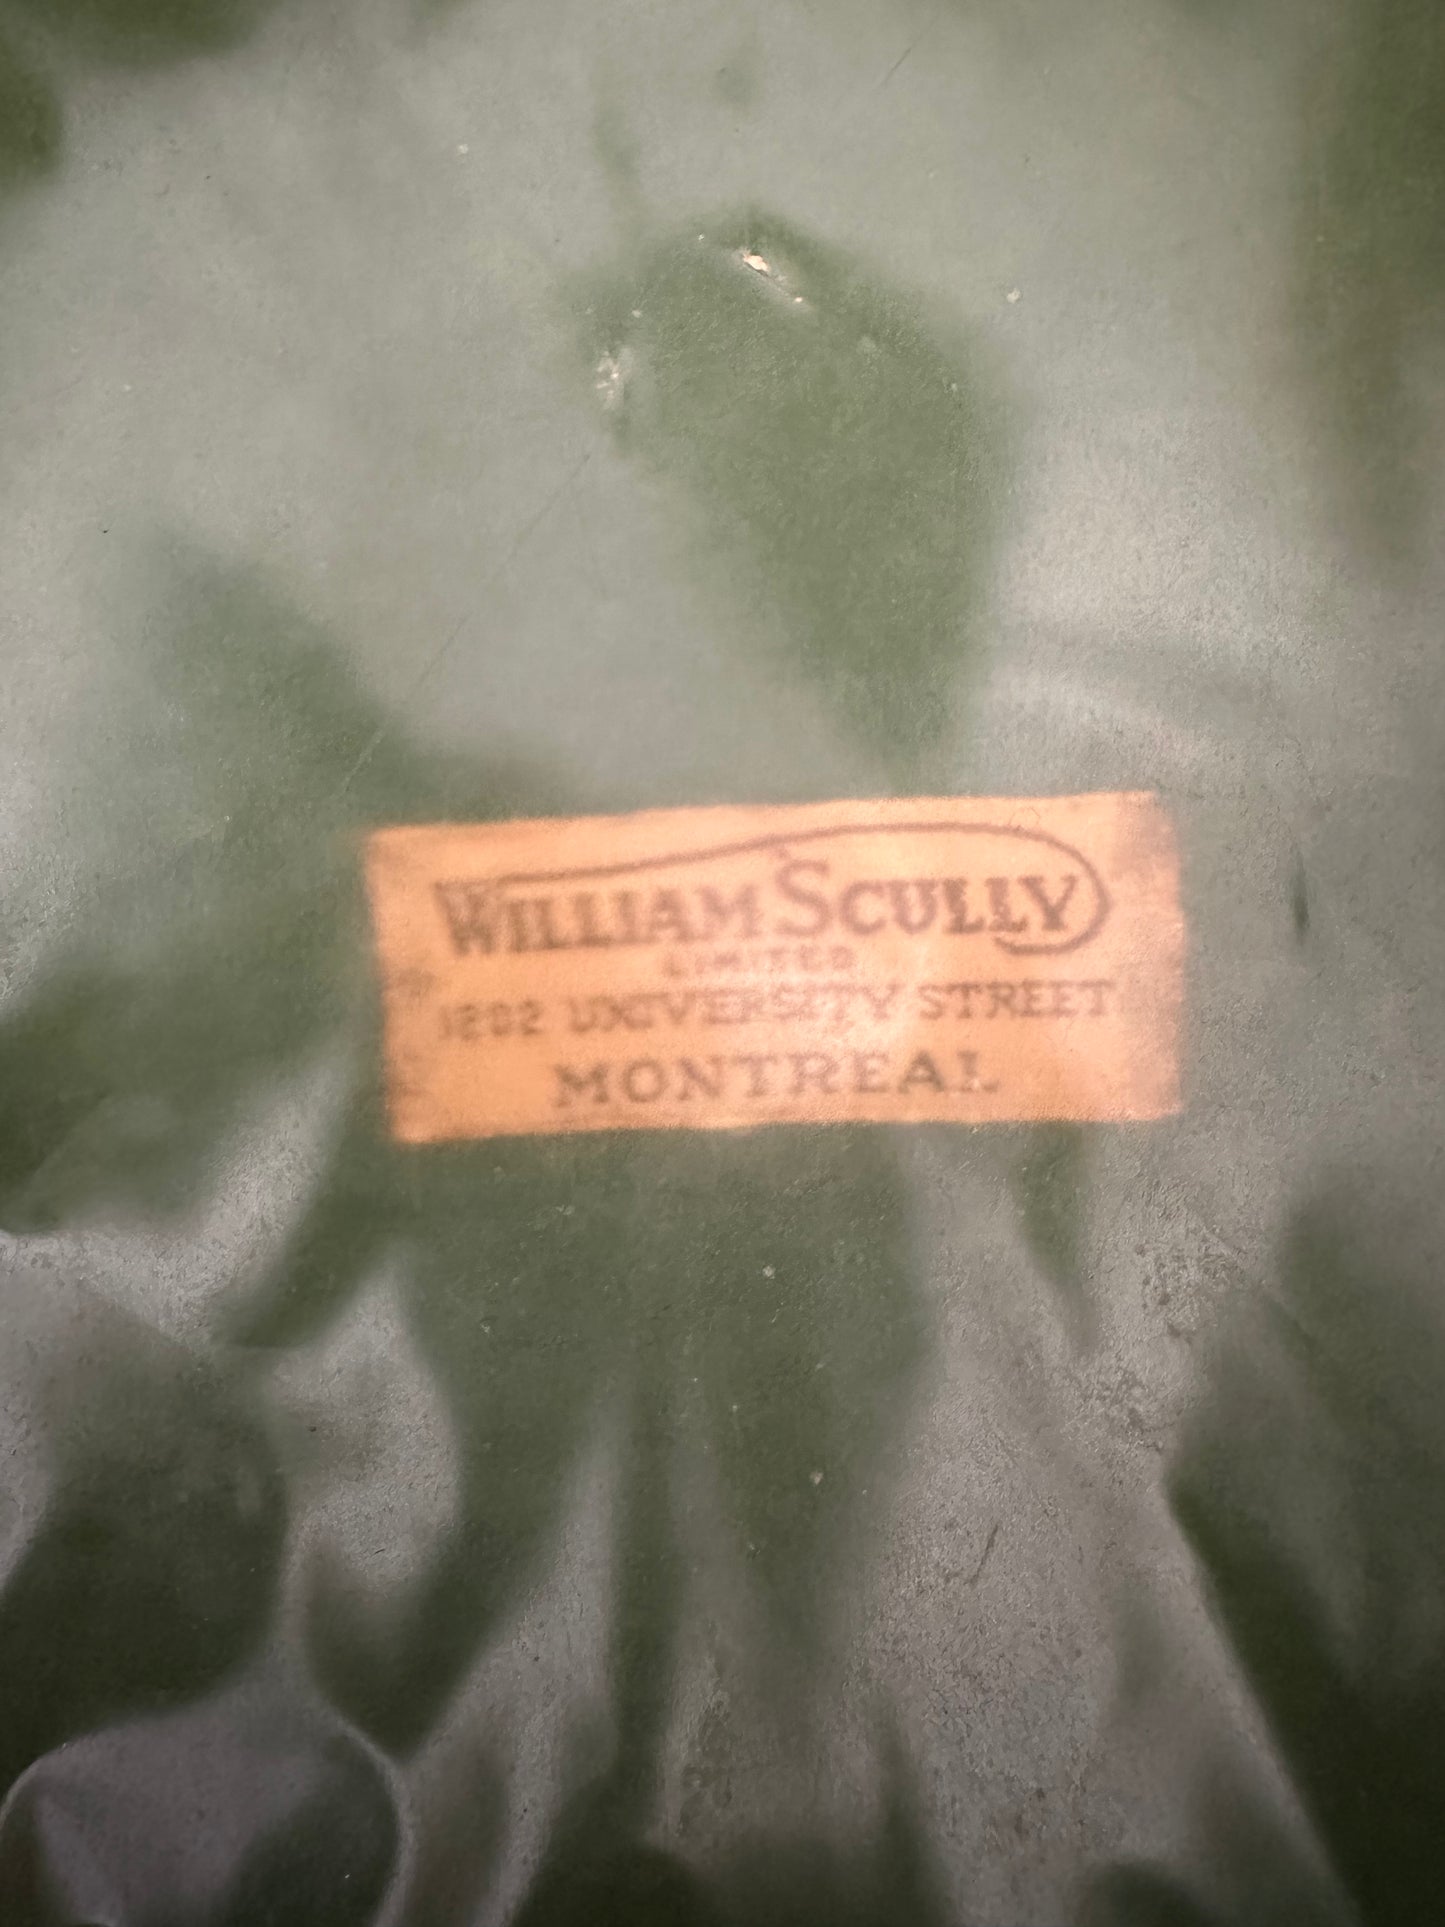 WILLIAM SCULLY
LIMITED
1202 UNIVERSITY STREET
MONTREAL